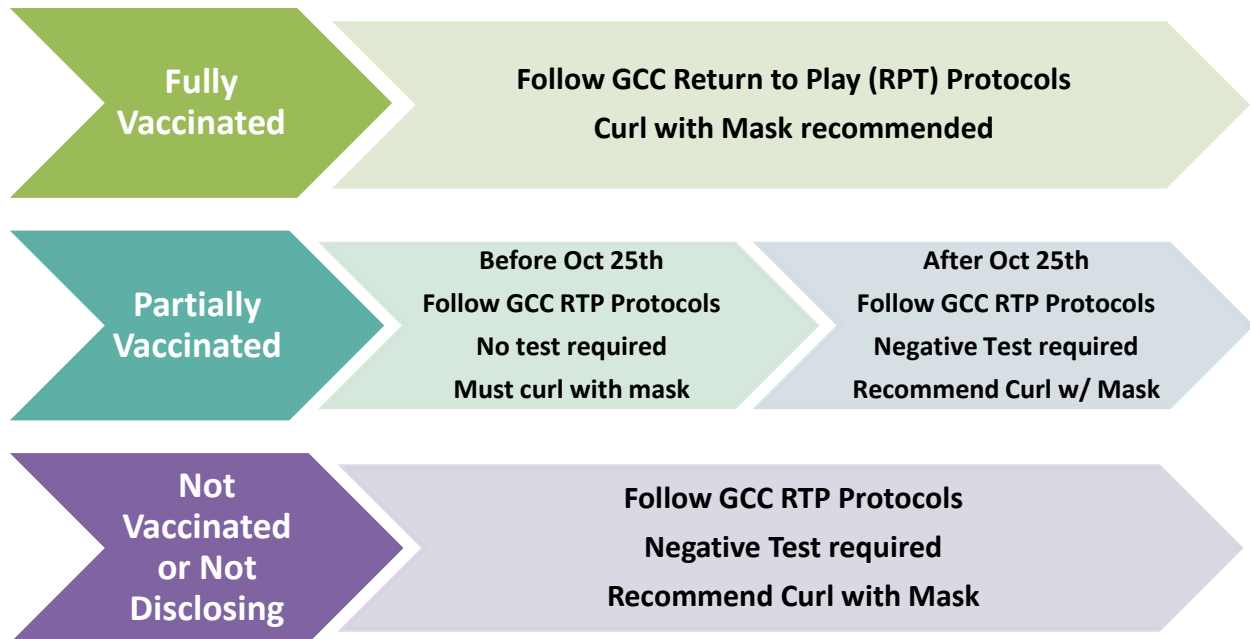 Fully
Vaccinated
Follow GCC Return to Play (RPT) Protocols
Curl with Mask recommended
Partially
Vaccinated
Before Oct 25th
Follow GCC RTP Protocols
No test required
Must curl with mask
After Oct 25th
Follow GCC RTP Protocols
Negative Test required
Recommend Curl w/ Mask
Not
Vaccinated
or Not
Disclosing
Follow GCC RTP Protocols
Negative Test required
Recommend Curl with Mask